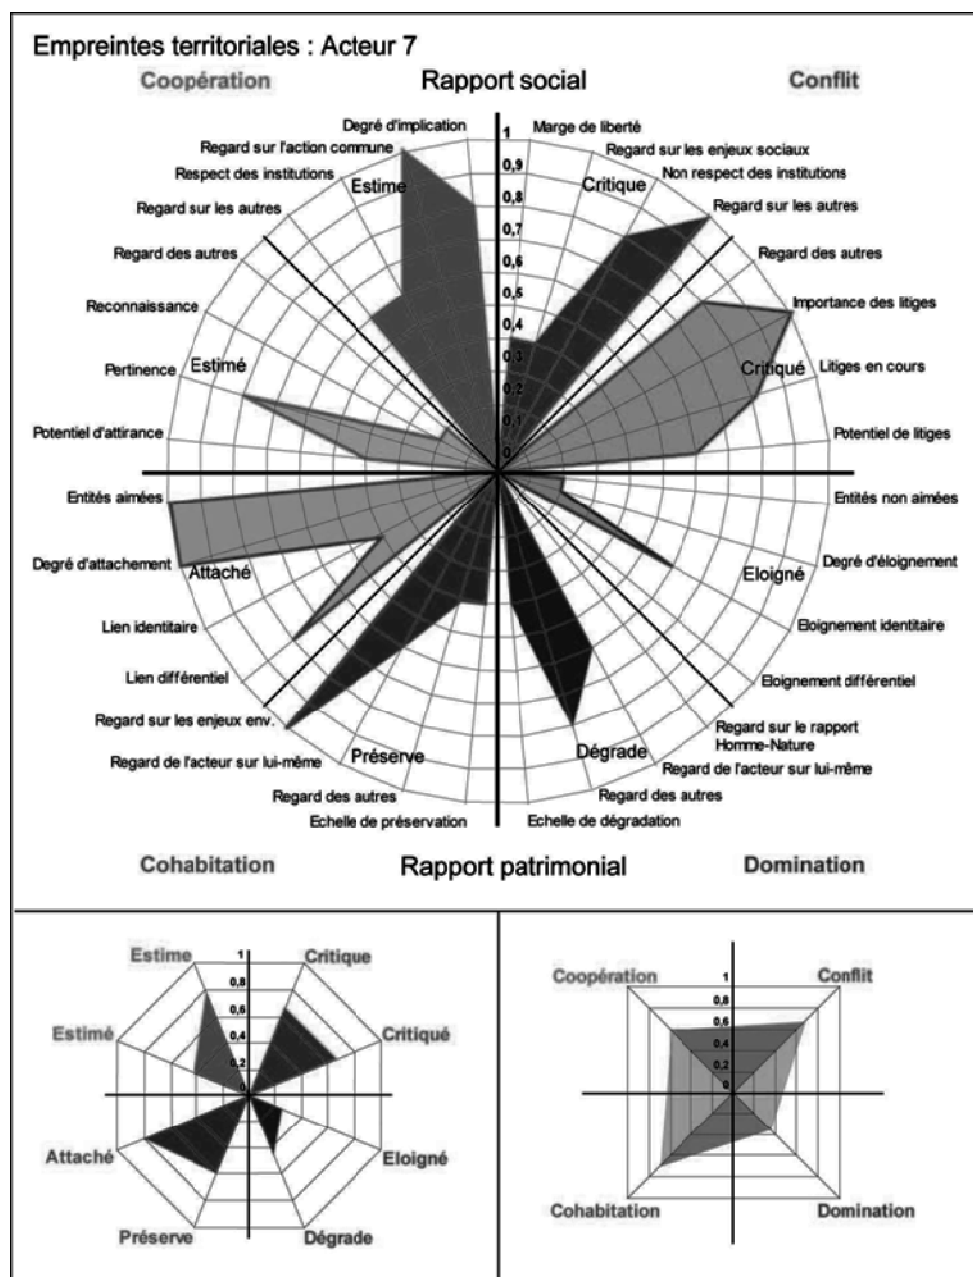 Empreintes territoriales : Acteur 7
Coopération
Rapport social
Conflit
Degré d'implication
Regard sur l'action commune
Respect des institutions
Estime
Regard sur les autres
Regard des autres
Reconnaissance
Estimé
Pertinence
Potentiel d'attirance
1
0,9
0,8
0,7
0,6
0,5
0,4
0,3
0,2
0,1
0
Marge de liberté
Regard sur les enjeux sociaux
Critique
Non respect des institutions
Regard sur les autres
Regard des autres
Importance des litiges
Critiqué
Litiges en cours
Potentiel de litiges
Entités aimées
Degré d'attachement
Attaché
Lien identitaire
Lien différentiel
Regard sur les enjeux env.
Regard de l'acteur sur lui-même
Préserve
Regard des autres
Echelle de préservation
Entités non aimées
Degré d'éloignement
Eloigné
Eloignement identitaire
Eloignement différentiel
Regard sur le rapport
Homme-Nature
Dégrade
Regard de l'acteur sur lui-même
Regard des autres
Echelle de dégradation
Cohabitation
Rapport patrimonial
Domination
Estime
1
Critique
0,8
0,6
Estimé
0,4
Critiqué
0,2
0
Attaché
Eloigné
Préserve
Dégrade
Coopération
1
Conflit
0,8
0,6
0,4
0,2
0
Cohabitation
Domination